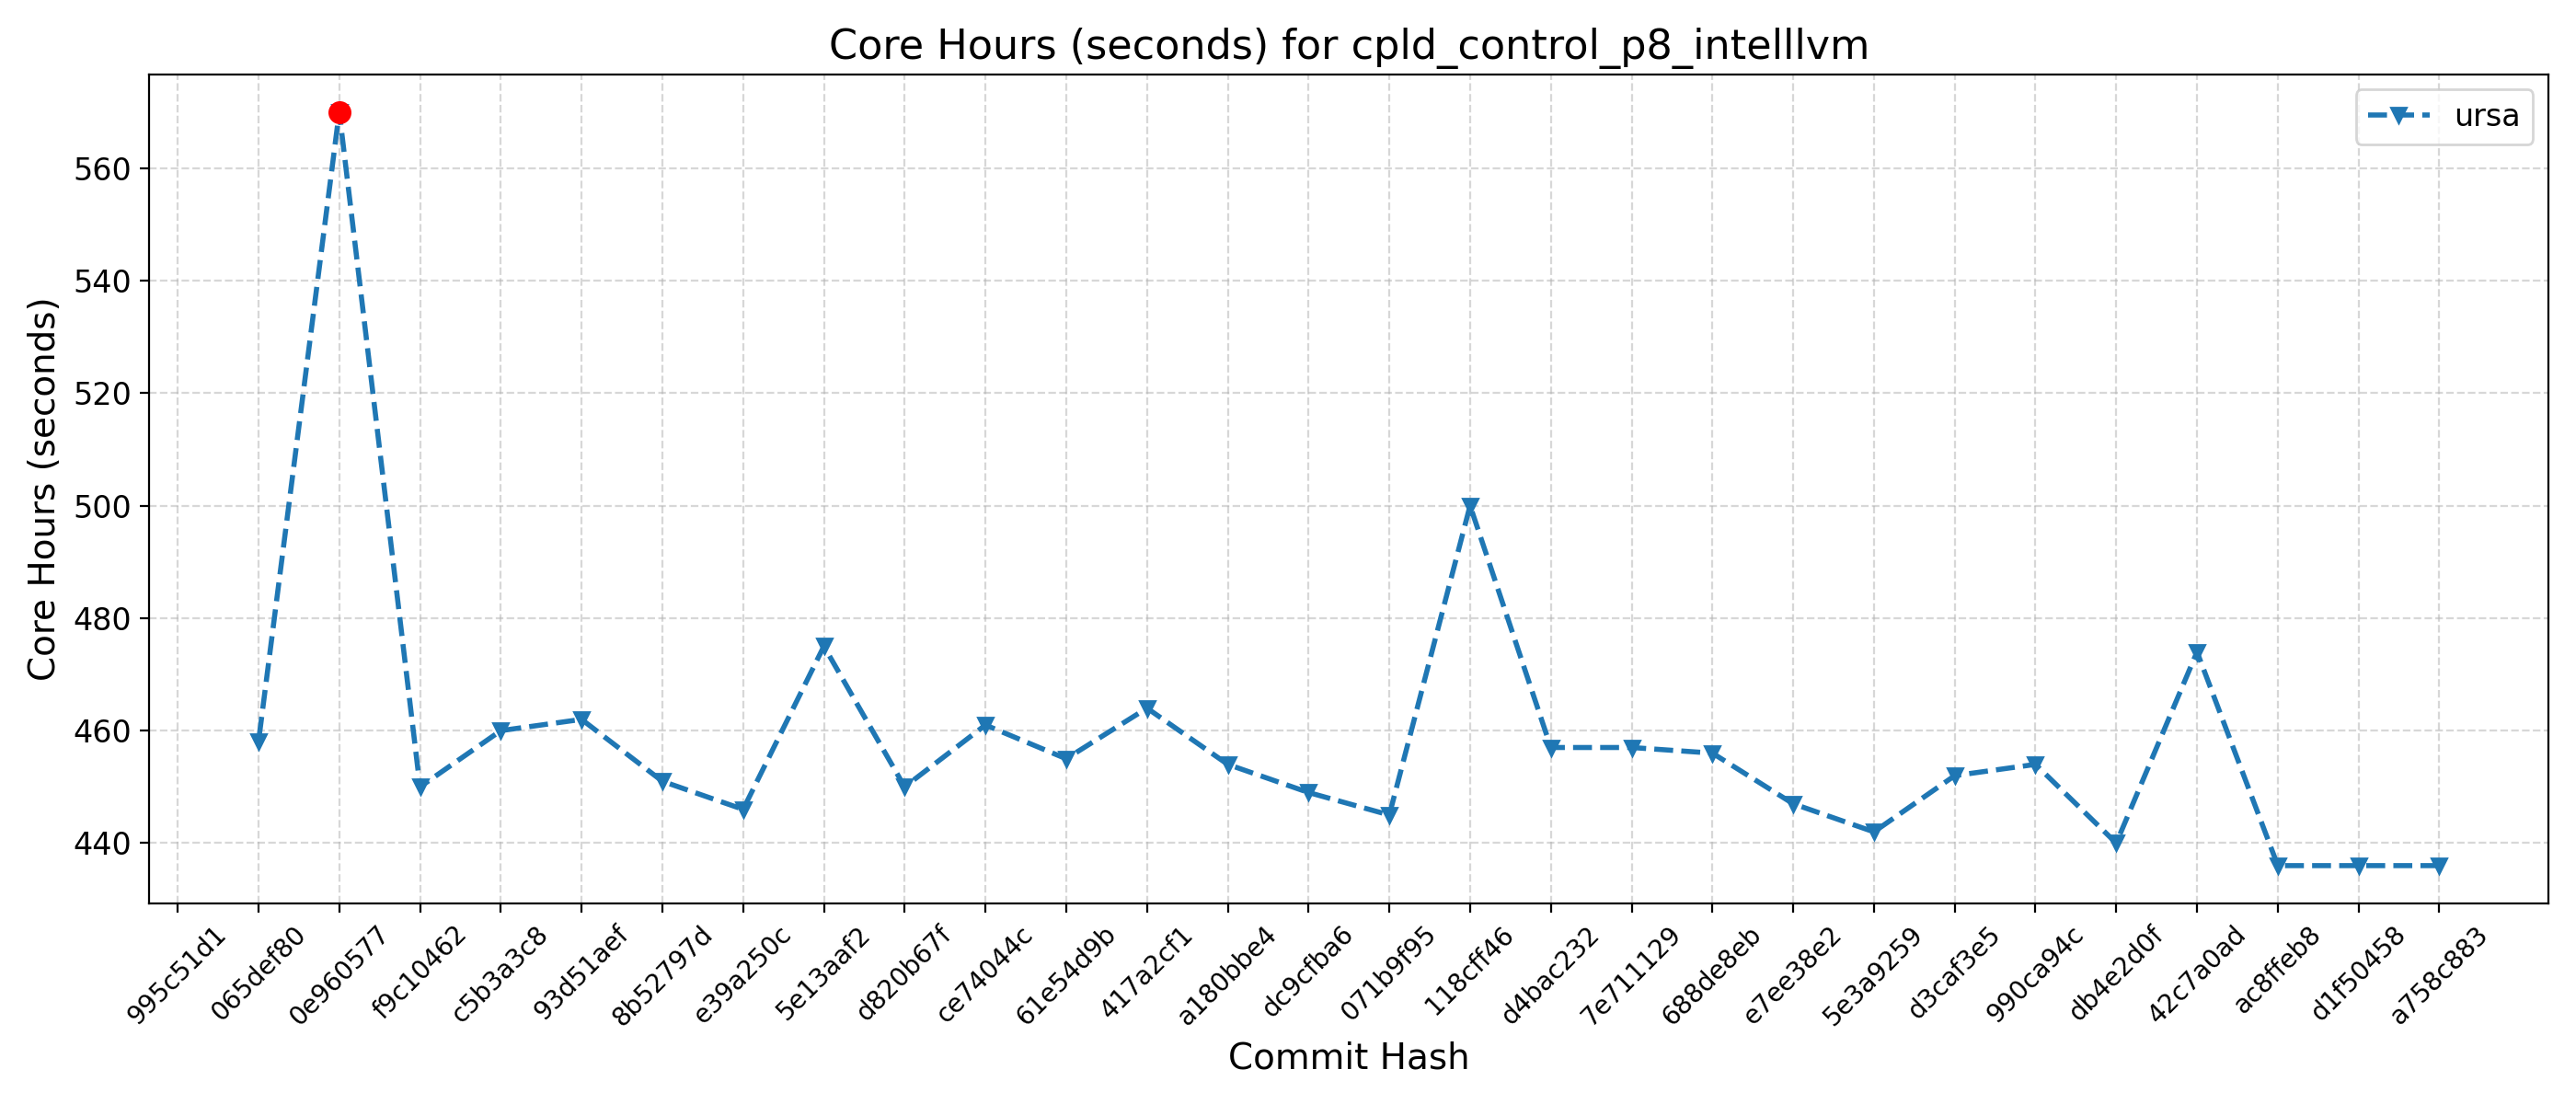 Core Hours (seconds) for cpld_control_p8_intelllvm
ursa
Core Hours (seconds)
560
540
520
500
480
460
440
995c51d1
065def80
0e960577
f9c10462
c5b3a3c8
93d51aef
8b52797d
e39a250c
5e13aaf2
d820b67f
ce74044c
61e54d9b
417a2cf1
a180bbe4
dc9cfba6
071b9f95
118cff46
d4bac232
7e711129
688de8eb
e7ee38e2
5e3a9259
d3caf3e5
990ca94c
db4e2d0f
42c7a0ad
ac8ffeb8
d1f50458
a758c883
Commit Hash